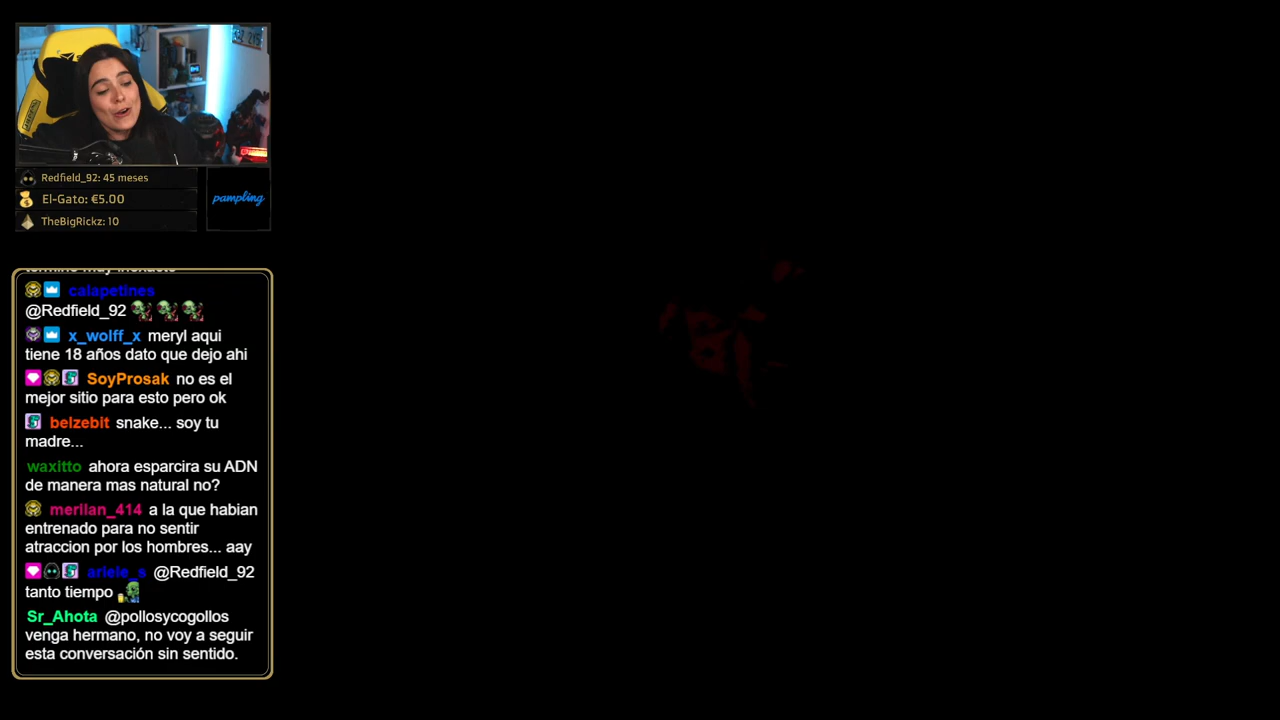 Redfield_92: 45 meses
El-Gato: €5.00
TheBigRickz: 10
pampling
termino muy inexacto
calapetines
@Redfield_92
x_wolff_x meryl aqui
tiene 18 años dato que dejo ahi
SoyProsak no es el
mejor sitio para esto pero ok
belzebit snake... soy tu
madre...
waxitto ahora esparcira su ADN
de manera mas natural no?
merilan_414 a la que habian
entrenado para no sentir
atraccion por los hombres... aay
ariele_s @Redfield_92
tanto tiempo
Sr_Ahota @pollosycogollos
venga hermano, no voy a seguir
esta conversación sin sentido.